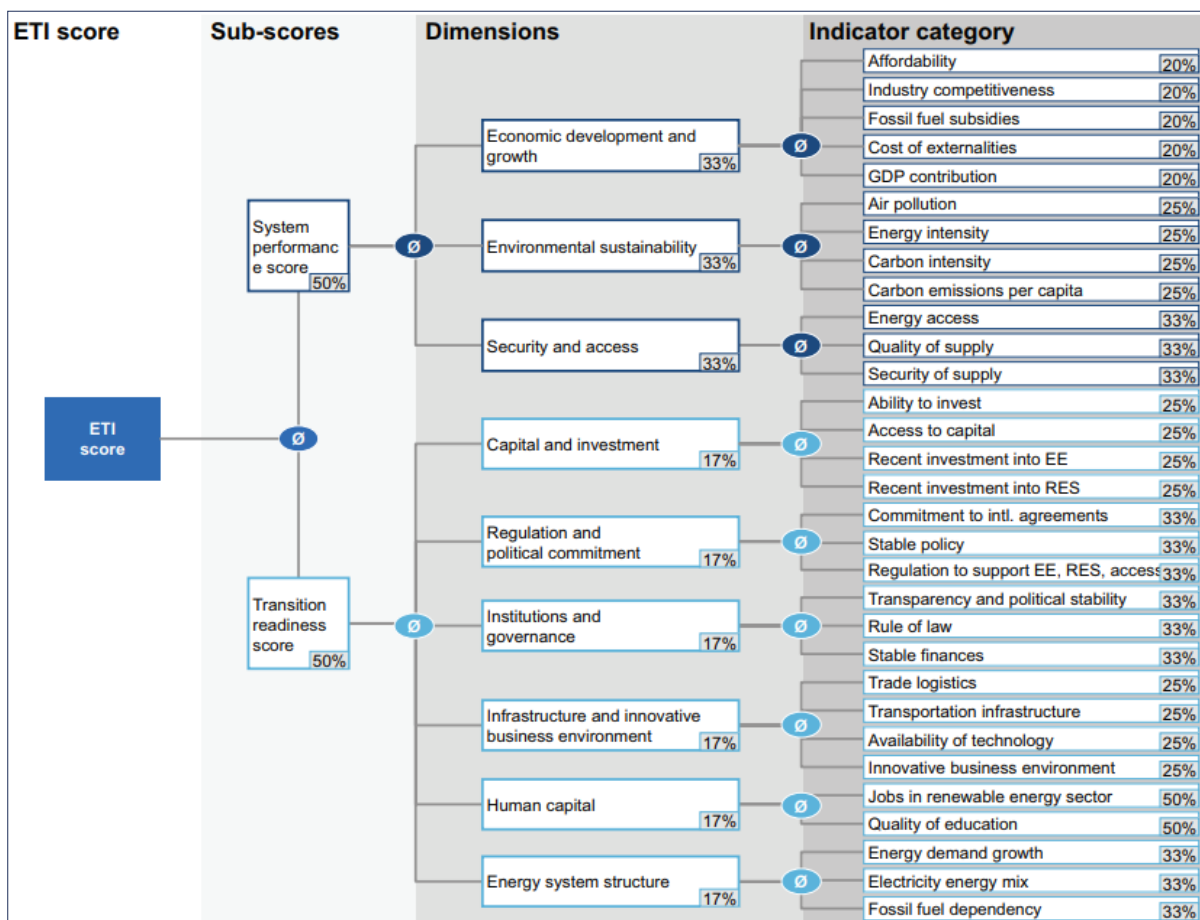 ETI score
Sub-scores
Dimensions
Indicator category
ETI
score
Ø
System
performanc
e score
50%
Transition
readiness
score
50%
Ø
Ø
Economic development and
growth
33%
Environmental sustainability
33%
Security and access
33%
Capital and investment
17%
Regulation and
political commitment
17%
Institutions and
governance
17%
Infrastructure and innovative
business environment
17%
Human capital
17%
Energy system structure
17%
Ø
Ø
Ø
Ø
Ø
Ø
Ø
Ø
Ø
Affordability 20%
Industry competitiveness 20%
Fossil fuel subsidies 20%
Cost of externalities 20%
GDP contribution 20%
Air pollution 25%
Energy intensity 25%
Carbon intensity 25%
Carbon emissions per capita 25%
Energy access 33%
Quality of supply 33%
Security of supply 33%
Ability to invest 25%
Access to capital 25%
Recent investment into EE 25%
Recent investment into RES 25%
Commitment to intl. agreements 33%
Stable policy 33%
Regulation to support EE, RES, access 33%
Transparency and political stability 33%
Rule of law 33%
Stable finances 33%
Trade logistics 25%
Transportation infrastructure 25%
Availability of technology 25%
Innovative business environment 25%
Jobs in renewable energy sector 50%
Quality of education 50%
Energy demand growth 33%
Electricity energy mix 33%
Fossil fuel dependency 33%